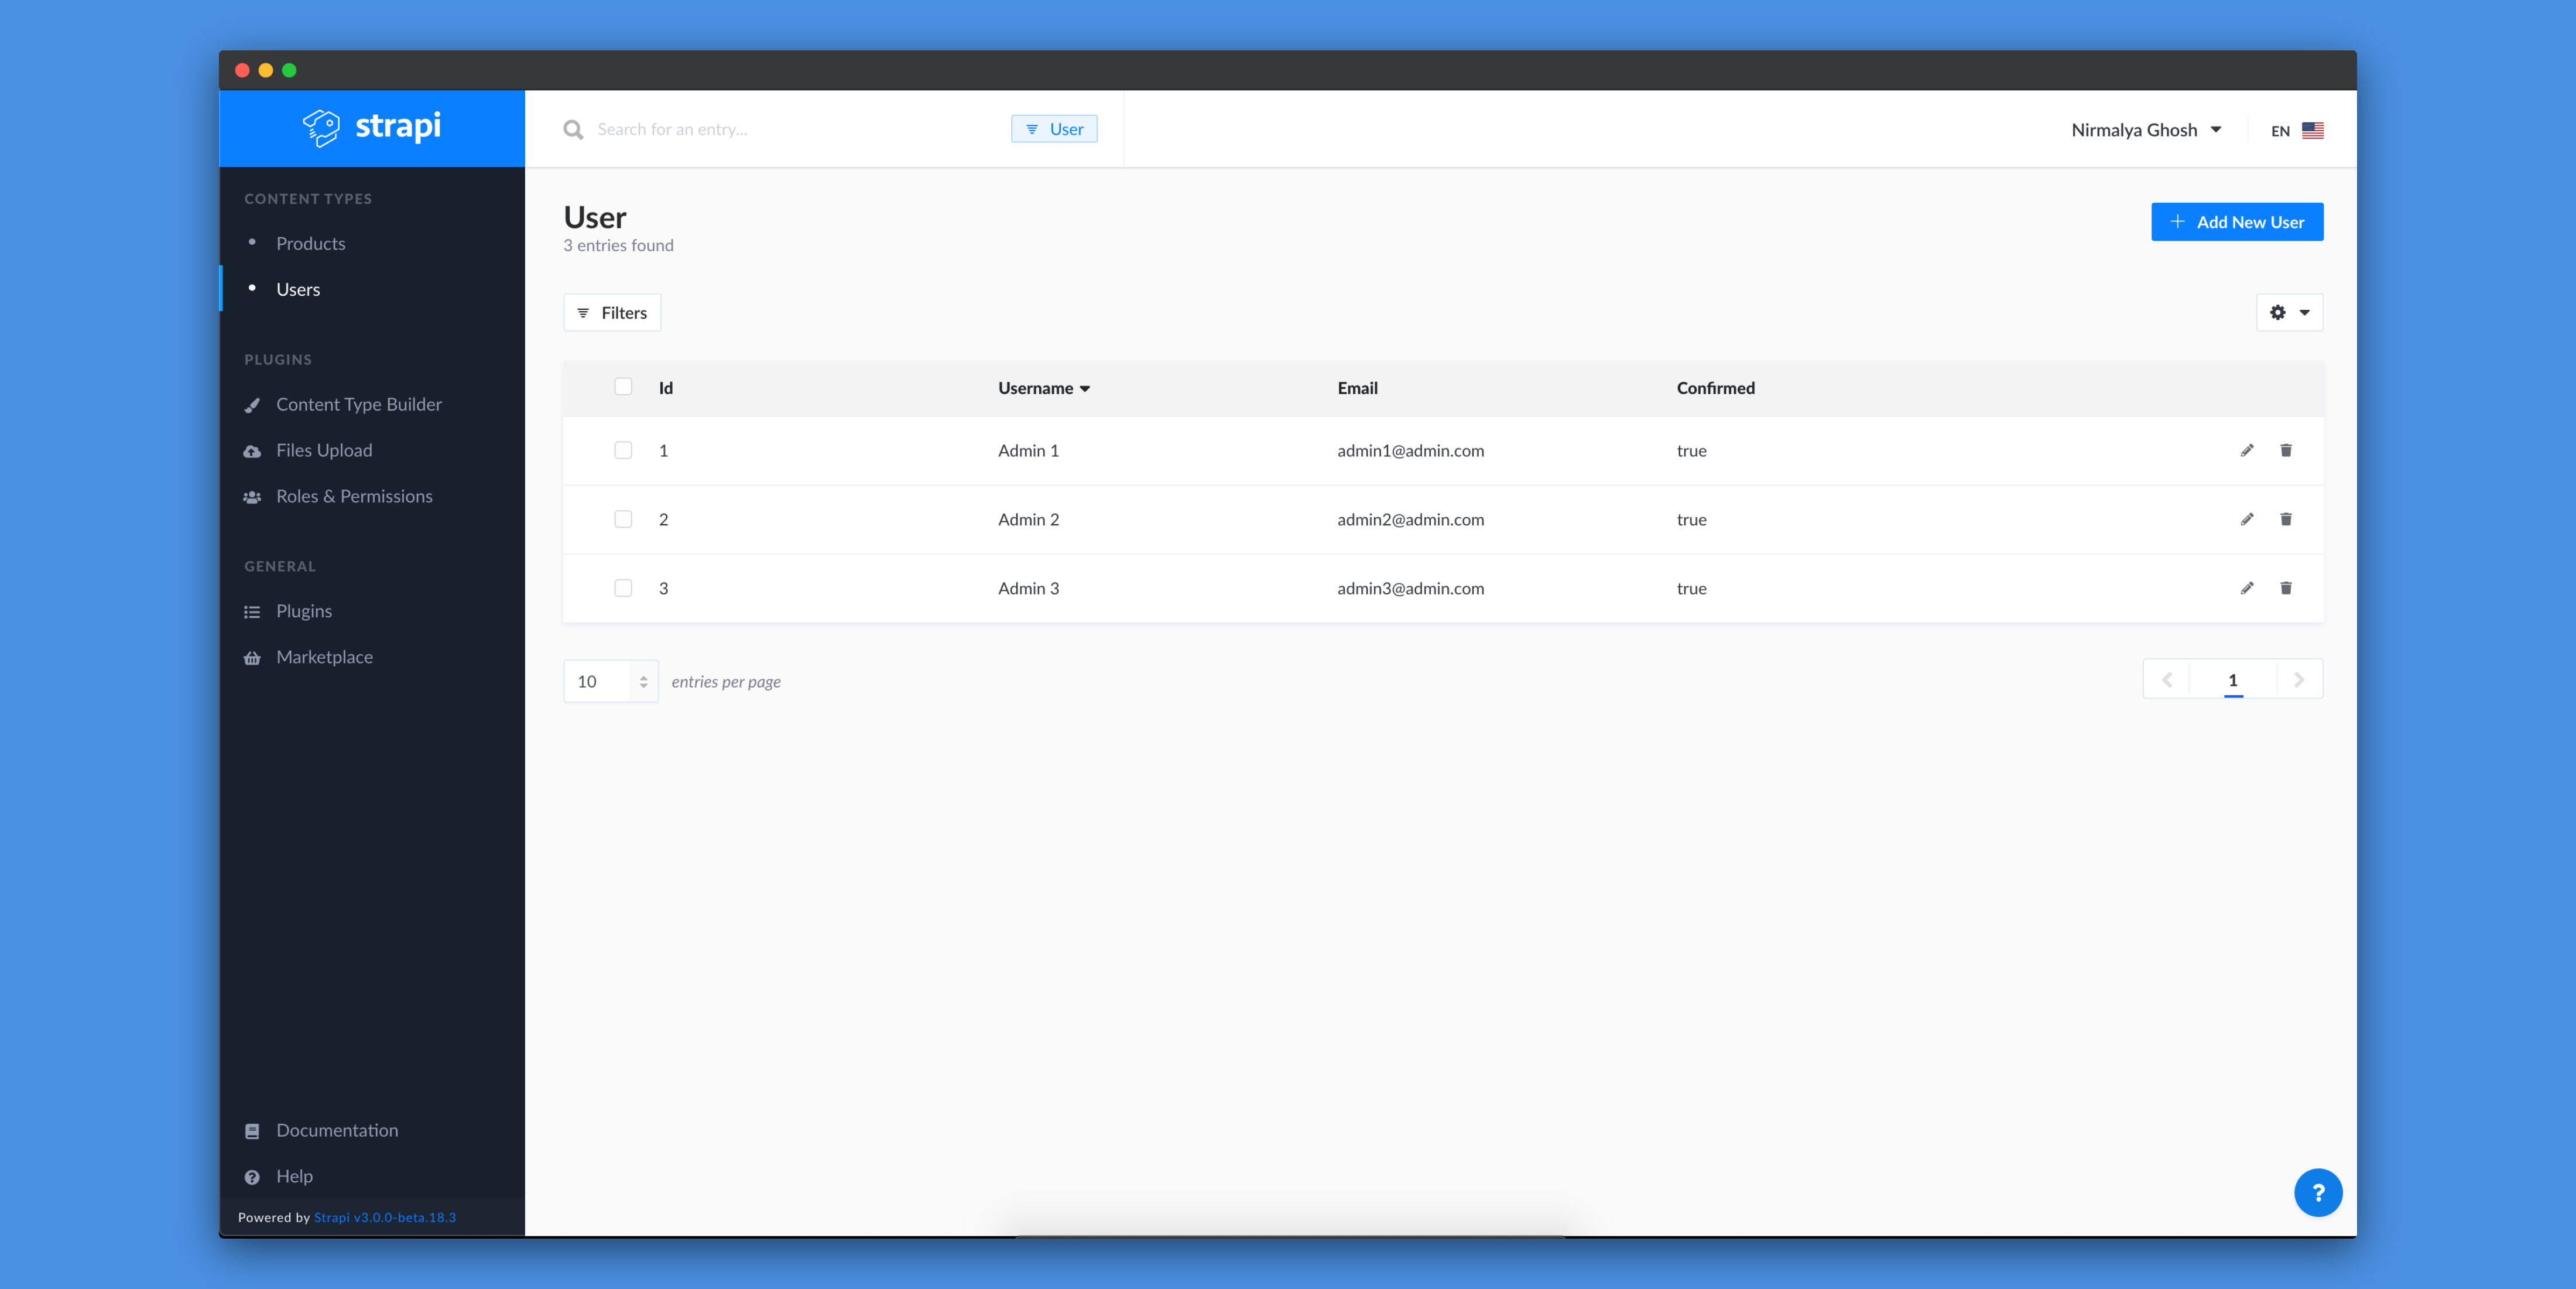 strapi
Search for an entry...
User
Nirmalya Ghosh
EN
CONTENT TYPES
Products
Users
PLUGINS
Content Type Builder
Files Upload
Roles & Permissions
GENERAL
Plugins
Marketplace
Documentation
Help
Powered by Strapi v3.0.0-beta.18.3
User
3 entries found
+ Add New User
Filters
Id Username Email Confirmed
1 Admin 1 admin1@admin.com true
2 Admin 2 admin2@admin.com true
3 Admin 3 admin3@admin.com true
10 entries per page
1
?